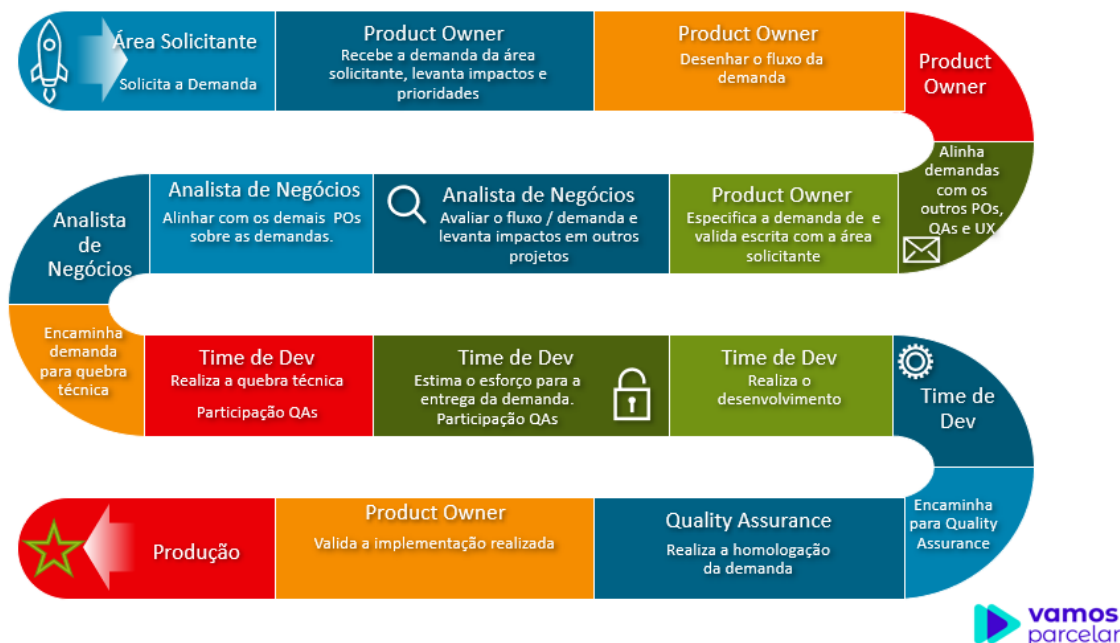 Área Solicitante
Solicita a Demanda
Product Owner
Recebe a demanda da área
solicitante, levanta impactos e
prioridades
Product Owner
Desenhar o fluxo da
demanda
Product
Owner
Alinha
demandas
com os
outros POs,
QAs e UX
Product Owner
Especifica a demanda de e
valida escrita com a área
solicitante
Analista de Negócios
Avaliar o fluxo / demanda e
levanta impactos em outros
projetos
Analista de Negócios
Alinhar com os demais POs
sobre as demandas.
Analista
de
Negócios
Encaminha
demanda
para quebra
técnica
Time de Dev
Realiza a quebra técnica
Participação QAs
Time de Dev
Estima o esforço para a
entrega da demanda.
Participação QAs
Time de Dev
Realiza o
desenvolvimento
Time de
Dev
Encaminha
para Quality
Assurance
Quality Assurance
Realiza a homologação
da demanda
Product Owner
Valida a implementação realizada
Produção
vamos
parcelar